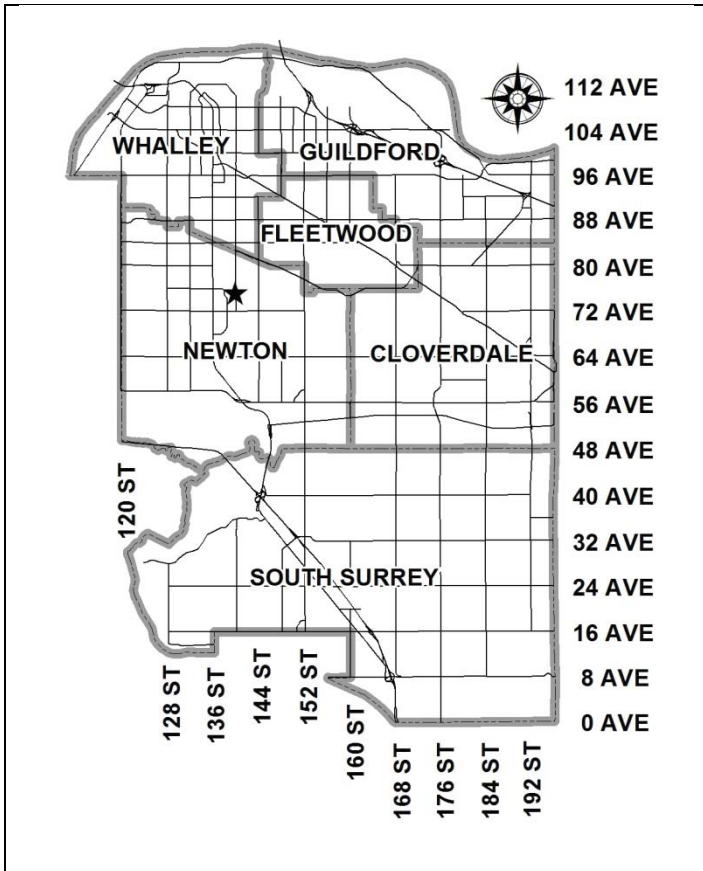 112 AVE
104 AVE
WHALLEY
GUILDFORD
96 AVE
88 AVE
FLEETWOOD
80 AVE
72 AVE
NEWTON
CLOVERDALE
64 AVE
56 AVE
48 AVE
120 ST
40 AVE
32 AVE
SOUTH SURREY
24 AVE
16 AVE
128 ST
136 ST
144 ST
152 ST
8 AVE
160 ST
0 AVE
168 ST
176 ST
184 ST
192 ST